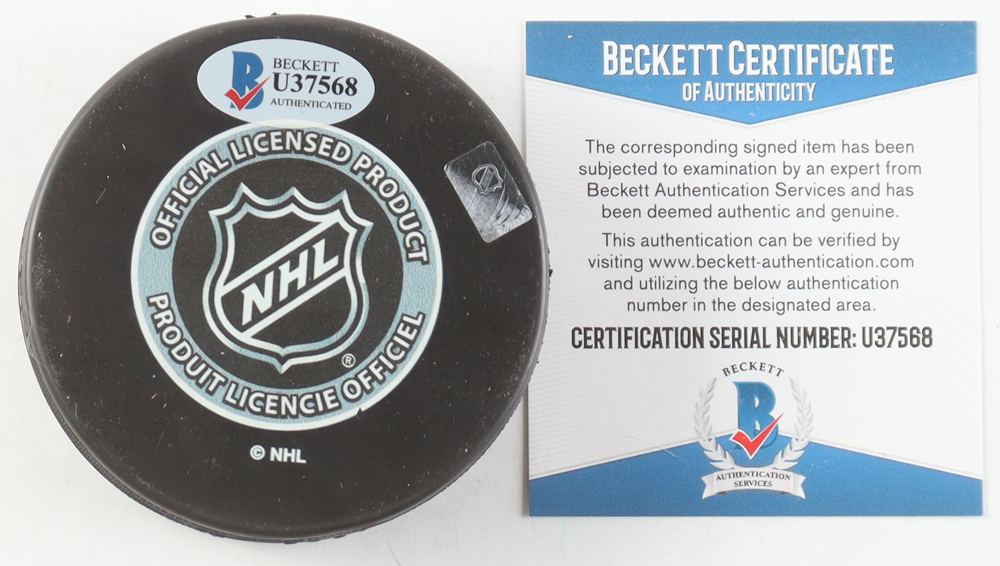 BECKETT
U37568
AUTHENTICATED
OFFICIAL LICENSED PRODUCT
NHL
®
PRODUIT LICENCIE OFFICIEL
© NHL
BECKETT CERTIFICATE
OF AUTHENTICITY
The corresponding signed item has been
subjected to examination by an expert from
Beckett Authentication Services and has
been deemed authentic and genuine.
This authentication can be verified by
visiting www.beckett-authentication.com
and utilizing the below authentication
number in the designated area.
CERTIFICATION SERIAL NUMBER: U37568
BECKETT
B
AUTHENTICATION
SERVICES